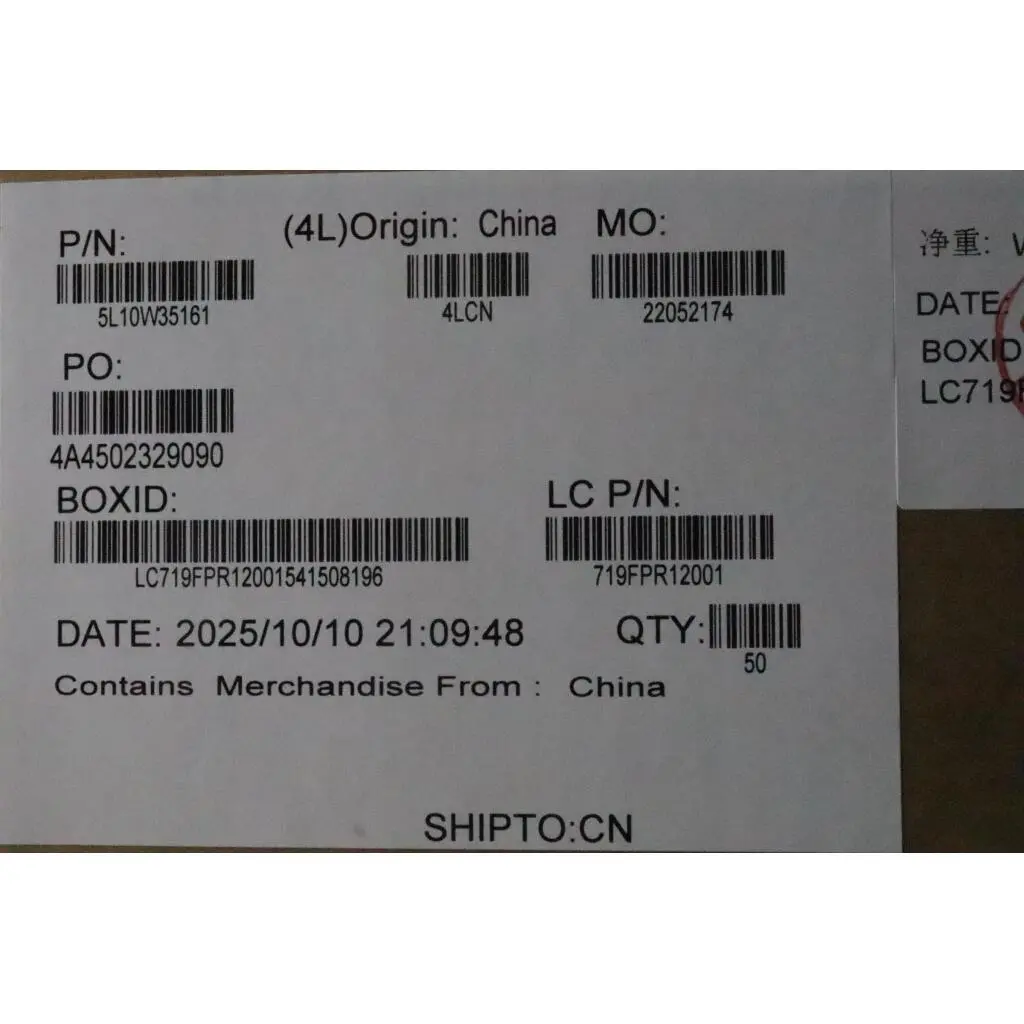 P/N: (4L)Origin: China MO:
5L10W35161 4LCN 22052174
PO:
4A4502329090
BOXID: LC P/N:
LC719FPR12001541508196 719FPR12001
DATE: 2025/10/10 21:09:48 QTY:
50
Contains Merchandise From : China
SHIPTO:CN
净重:
DATE:
BOXID
LC719